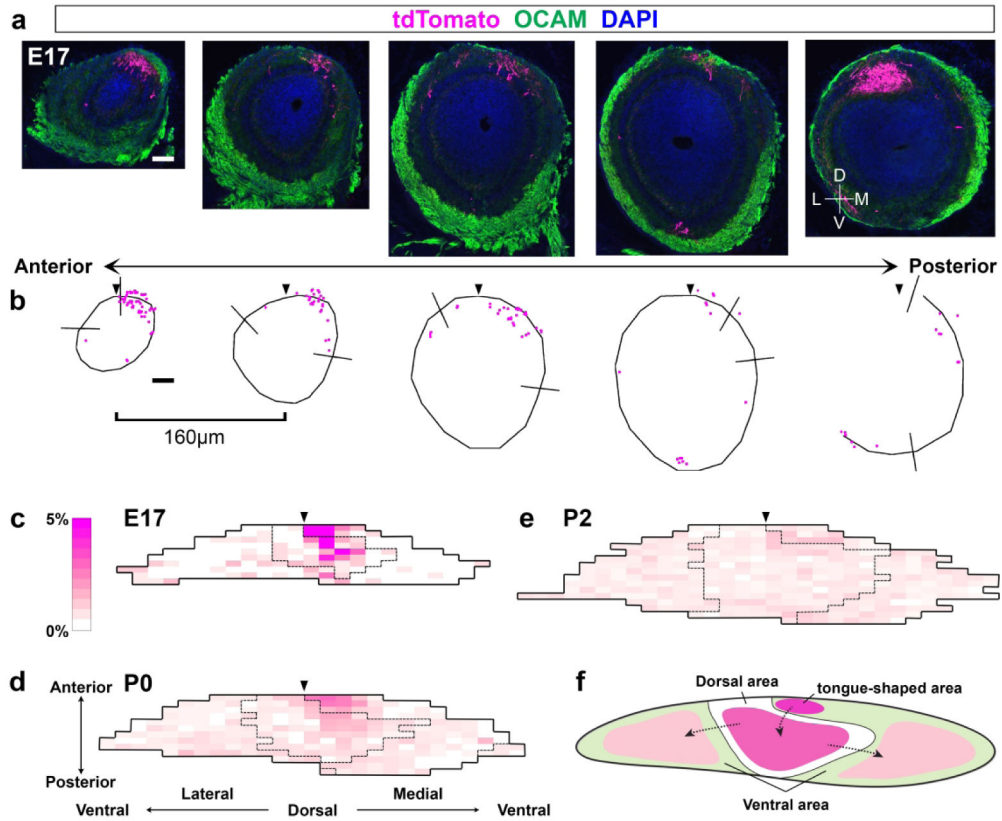 a
tdTomato OCAM DAPI
E17
D
L M
V
Anterior Posterior
b
160µm
c
5%
0%
E17
e P2
d
Anterior
Posterior
P0
Lateral Medial
Ventral Dorsal Ventral
f
Dorsal area
tongue-shaped area
Ventral area